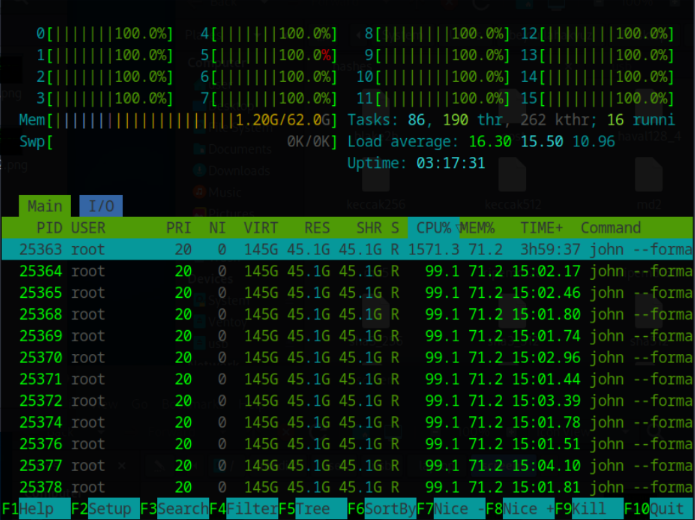 0[||||||||100.0%] 4[||||||||100.0%] 8[||||||||100.0%] 12[||||||||100.0%]
1[||||||||100.0%] 5[||||||||100.0%] 9[||||||||100.0%] 13[||||||||100.0%]
2[||||||||100.0%] 6[||||||||100.0%] 10[||||||||100.0%] 14[||||||||100.0%]
3[||||||||100.0%] 7[||||||||100.0%] 11[||||||||100.0%] 15[||||||||100.0%]
Mem[||||||||||||||||||||||||1.20G/62.0G] Tasks: 86, 190 thr, 262 kthr; 16 runni
Swp[ 0K/0K] Load average: 16.30 15.50 10.96
Uptime: 03:17:31
Documents
Downloads
Music
keccak256 keccak512 md2
Main I/O
PID USER PRI NI VIRT RES SHR S CPU%▽MEM% TIME+ Command
25363 root 20 0 145G 45.1G 45.1G R 1571.3 71.2 3h59:37 john --forma
25364 root 20 0 145G 45.1G 45.1G R 99.1 71.2 15:02.17 john --forma
25365 root 20 0 145G 45.1G 45.1G R 99.1 71.2 15:02.46 john --forma
25368 root 20 0 145G 45.1G 45.1G R 99.1 71.2 15:01.80 john --forma
25369 root 20 0 145G 45.1G 45.1G R 99.1 71.2 15:01.74 john --forma
25370 root 20 0 145G 45.1G 45.1G R 99.1 71.2 15:02.96 john --forma
25371 root 20 0 145G 45.1G 45.1G R 99.1 71.2 15:01.44 john --forma
25372 root 20 0 145G 45.1G 45.1G R 99.1 71.2 15:03.39 john --forma
25374 root 20 0 145G 45.1G 45.1G R 99.1 71.2 15:01.78 john --forma
25376 root 20 0 145G 45.1G 45.1G R 99.1 71.2 15:01.51 john --forma
25377 root 20 0 145G 45.1G 45.1G R 99.1 71.2 15:04.10 john --forma
25378 root 20 0 145G 45.1G 45.1G R 99.1 71.2 15:01.81 john --forma
F1Help F2Setup F3SearchF4FilterF5Tree F6SortByF7Nice -F8Nice +F9Kill F10Quit